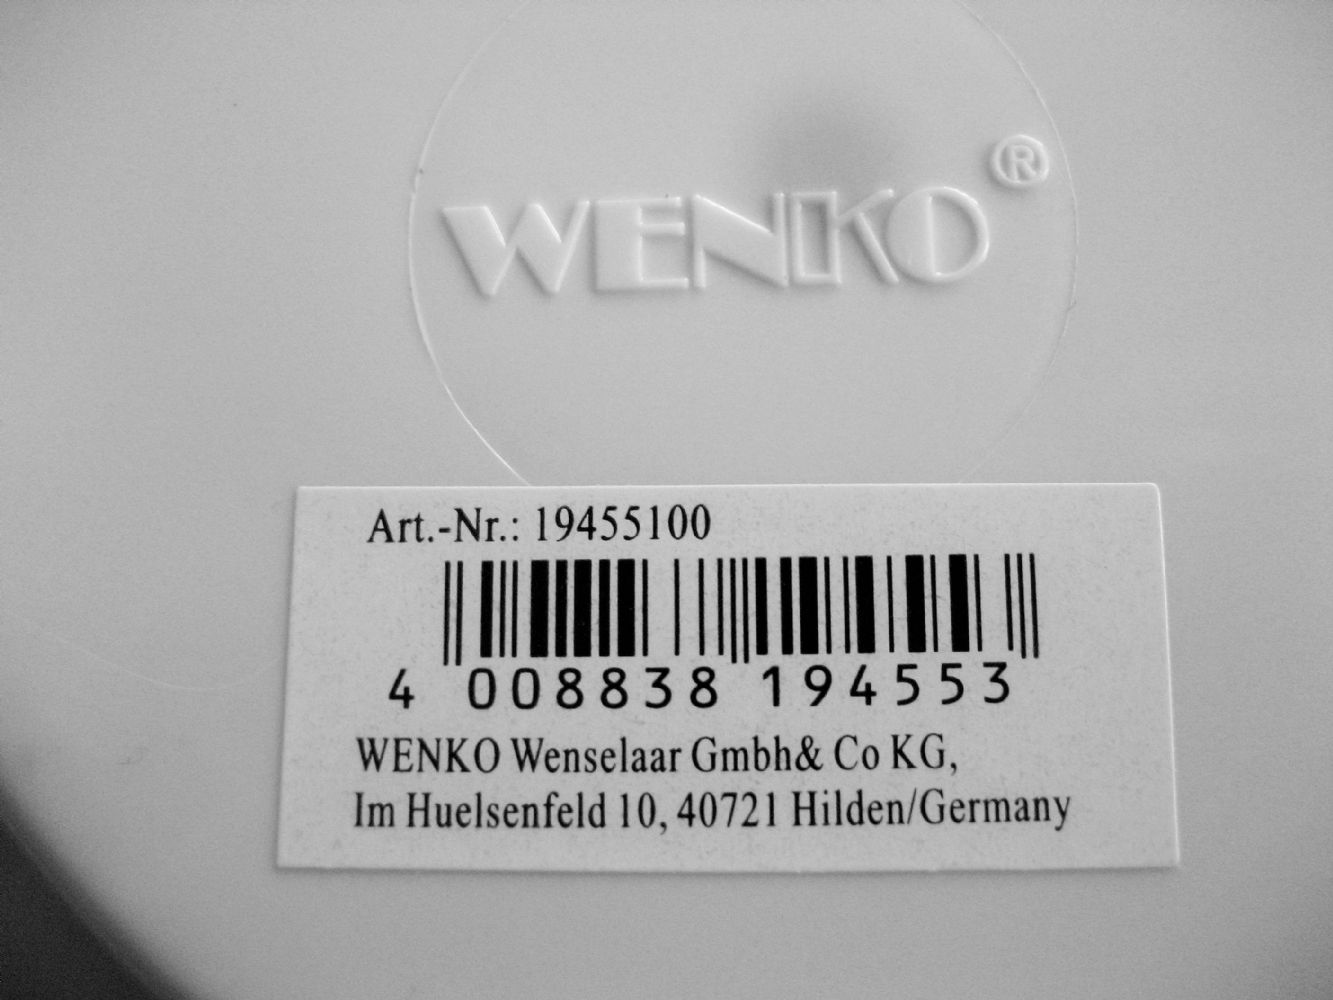 WENKO®
Art.-Nr.: 19455100
4 008838 194553
WENKO Wenselaar Gmbh& Co KG,
Im Huelsenfeld 10, 40721 Hilden/Germany